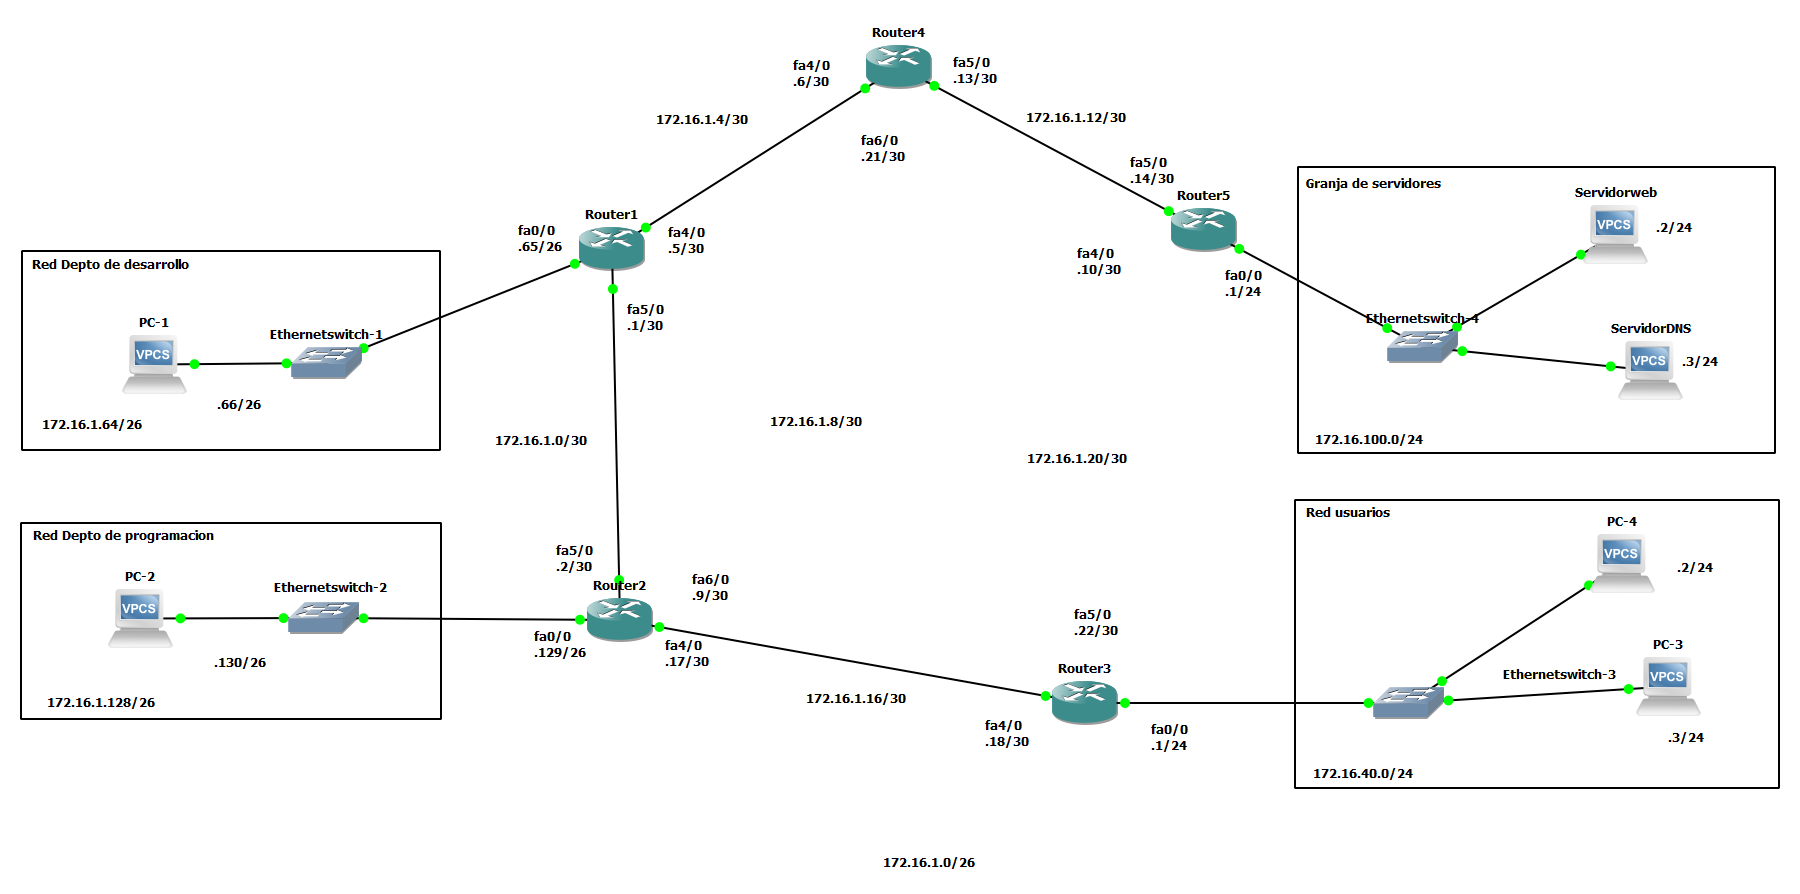 Router4
fa4/0
.6/30
fa5/0
.13/30
172.16.1.4/30
172.16.1.12/30
fa6/0
.21/30
fa5/0
.14/30
Router5
Router1
fa0/0
.65/26
fa4/0
.5/30
fa4/0
.10/30
fa0/0
.1/24
fa5/0
.1/30
Granja de servidores
Servidorweb
VPCS
.2/24
Ethernetswitch-4
ServidorDNS
VPCS
.3/24
172.16.100.0/24
Red Depto de desarrollo
PC-1
VPCS
Ethernetswitch-1
.66/26
172.16.1.64/26
172.16.1.0/30
172.16.1.8/30
172.16.1.20/30
Red Depto de programacion
PC-2
VPCS
Ethernetswitch-2
.130/26
172.16.1.128/26
fa5/0
.2/30
Router2
fa6/0
.9/30
fa0/0
.129/26
fa4/0
.17/30
172.16.1.16/30
fa5/0
.22/30
Router3
fa4/0
.18/30
fa0/0
.1/24
Red usuarios
PC-4
VPCS
.2/24
PC-3
VPCS
Ethernetswitch-3
.3/24
172.16.40.0/24
172.16.1.0/26